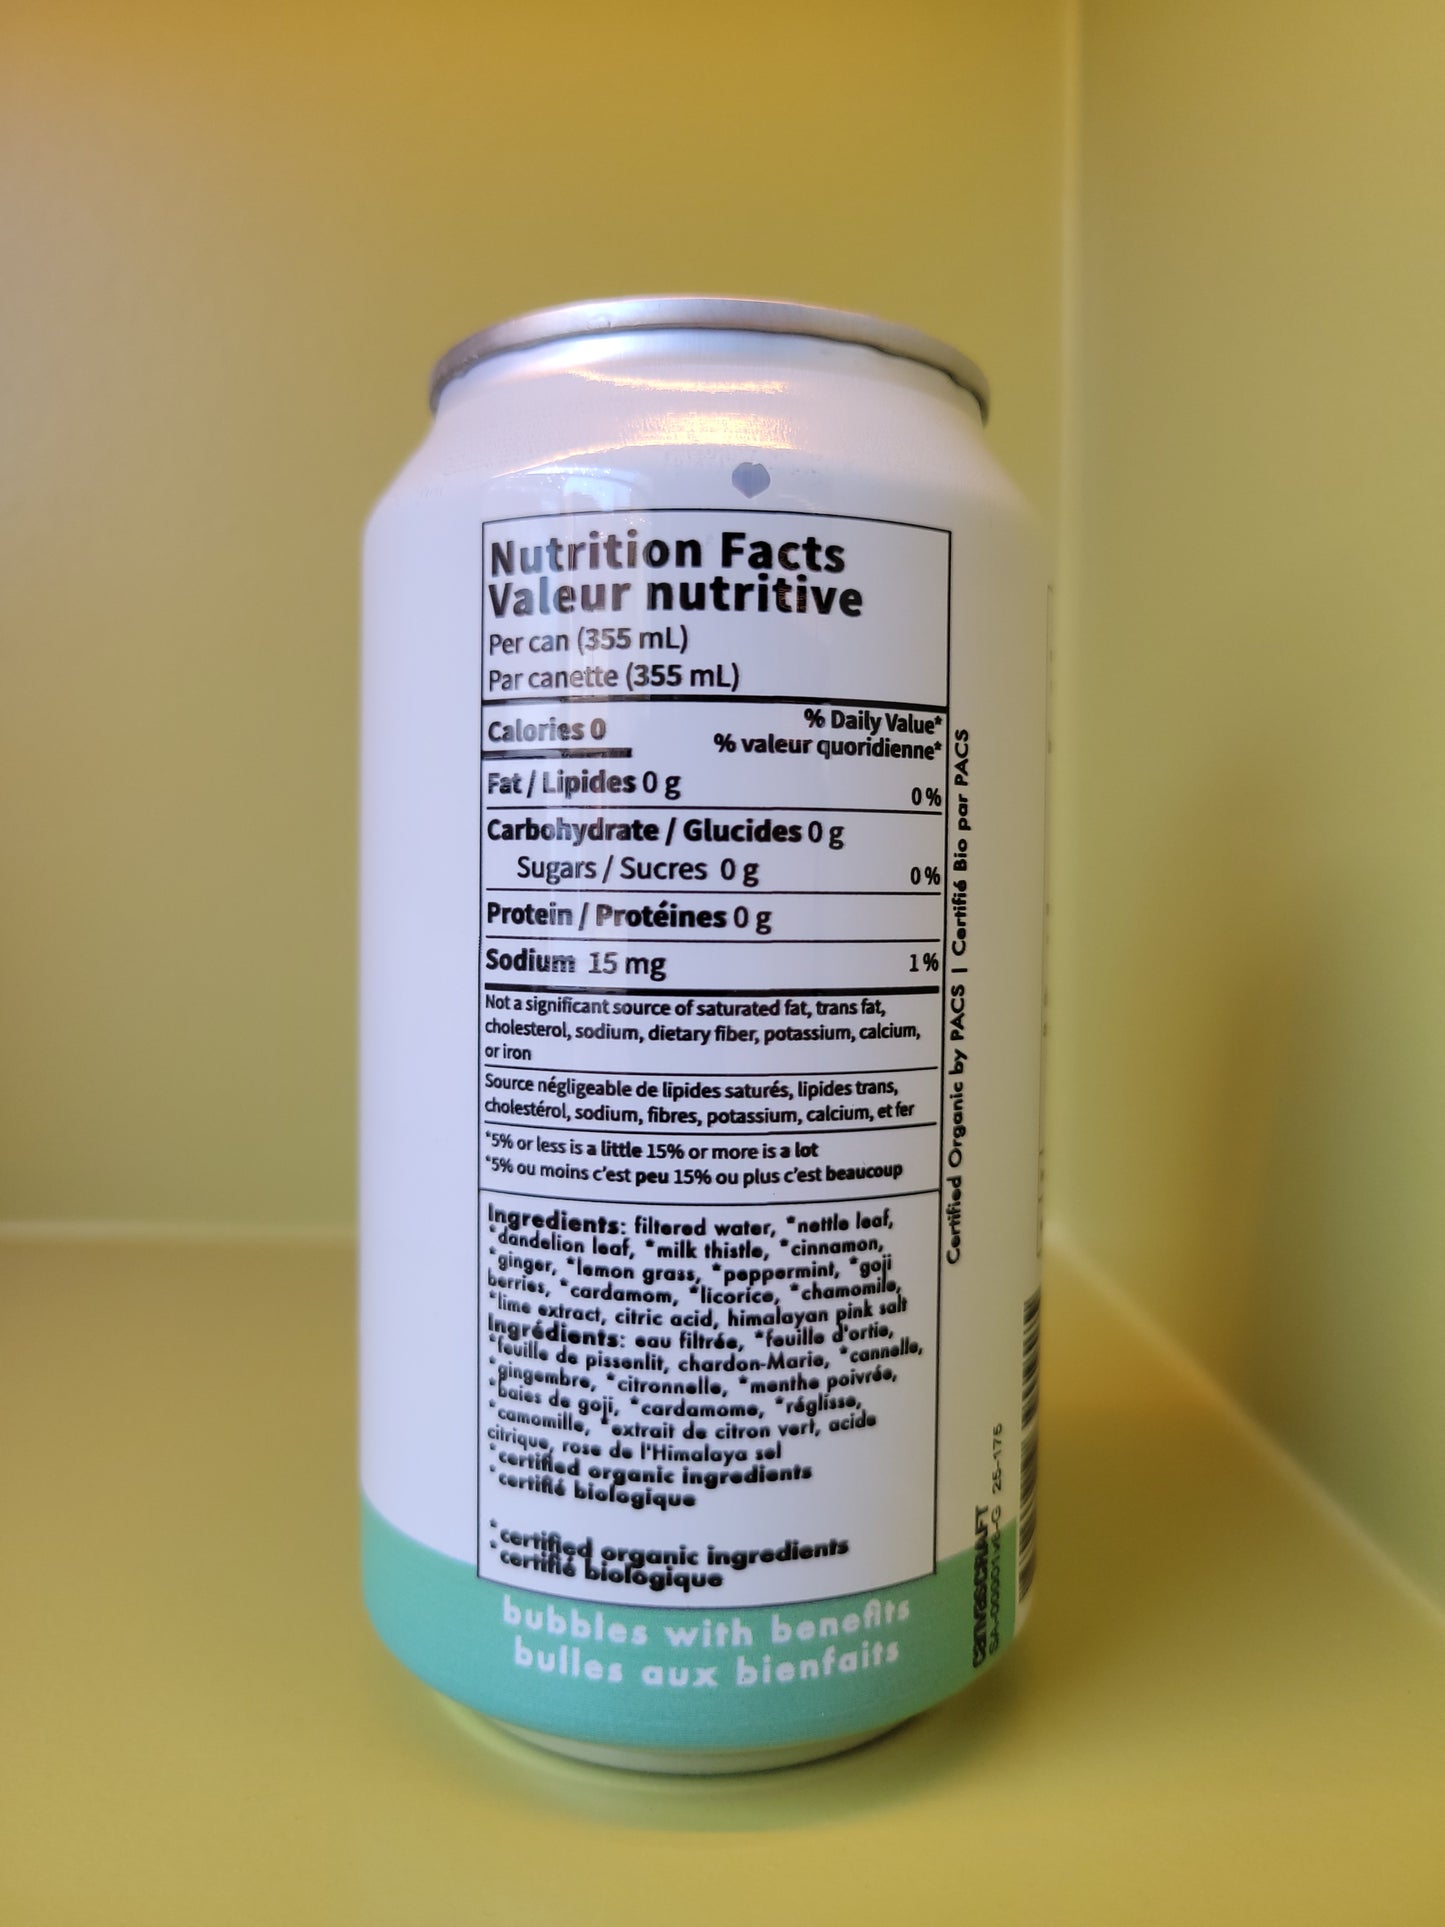 Nutrition Facts
Valeur nutritive
Per can (355 mL)
Par canette (355 mL)
Calories 0
% Daily Value*
% valeur quoridienne*
Fat / Lipides 0 g 0 %
Carbohydrate / Glucides 0 g
Sugars / Sucres 0 g 0 %
Protein / Protéines 0 g
Sodium 15 mg 1 %
Not a significant source of saturated fat, trans fat,
cholesterol, sodium, dietary fiber, potassium, calcium,
or iron
Source négligeable de lipides saturés, lipides trans,
cholestérol, sodium, fibres, potassium, calcium, et fer
*5% or less is a little 15% or more is a lot
*5% ou moins c'est peu 15% ou plus c'est beaucoup
Ingredients: filtered water, *nettle leaf,
*dandelion leaf, *milk thistle, *cinnamon,
*ginger, *lemon grass, *peppermint, *goji
berries, *cardamom, *licorice, *chamomile,
*lime extract, citric acid, himalayan pink salt
Ingrédients: eau filtrée, *feuille d'ortie,
*feuille de pissenlit, chardon-Marie, *cannelle,
*gingembre, *citronnelle, *menthe poivrée,
*baies de goji, *cardamome, *réglisse,
*camomille, *extrait de citron vert, acide
citrique, rose de l'Himalaya sel
*certified organic ingredients
*certifié biologique
*certified organic ingredients
*certifié biologique
bubbles with benefits
bulles aux bienfaits
Certified Organic by PACS | Certifié Bio par PACS
canvasCRAFT
25-175